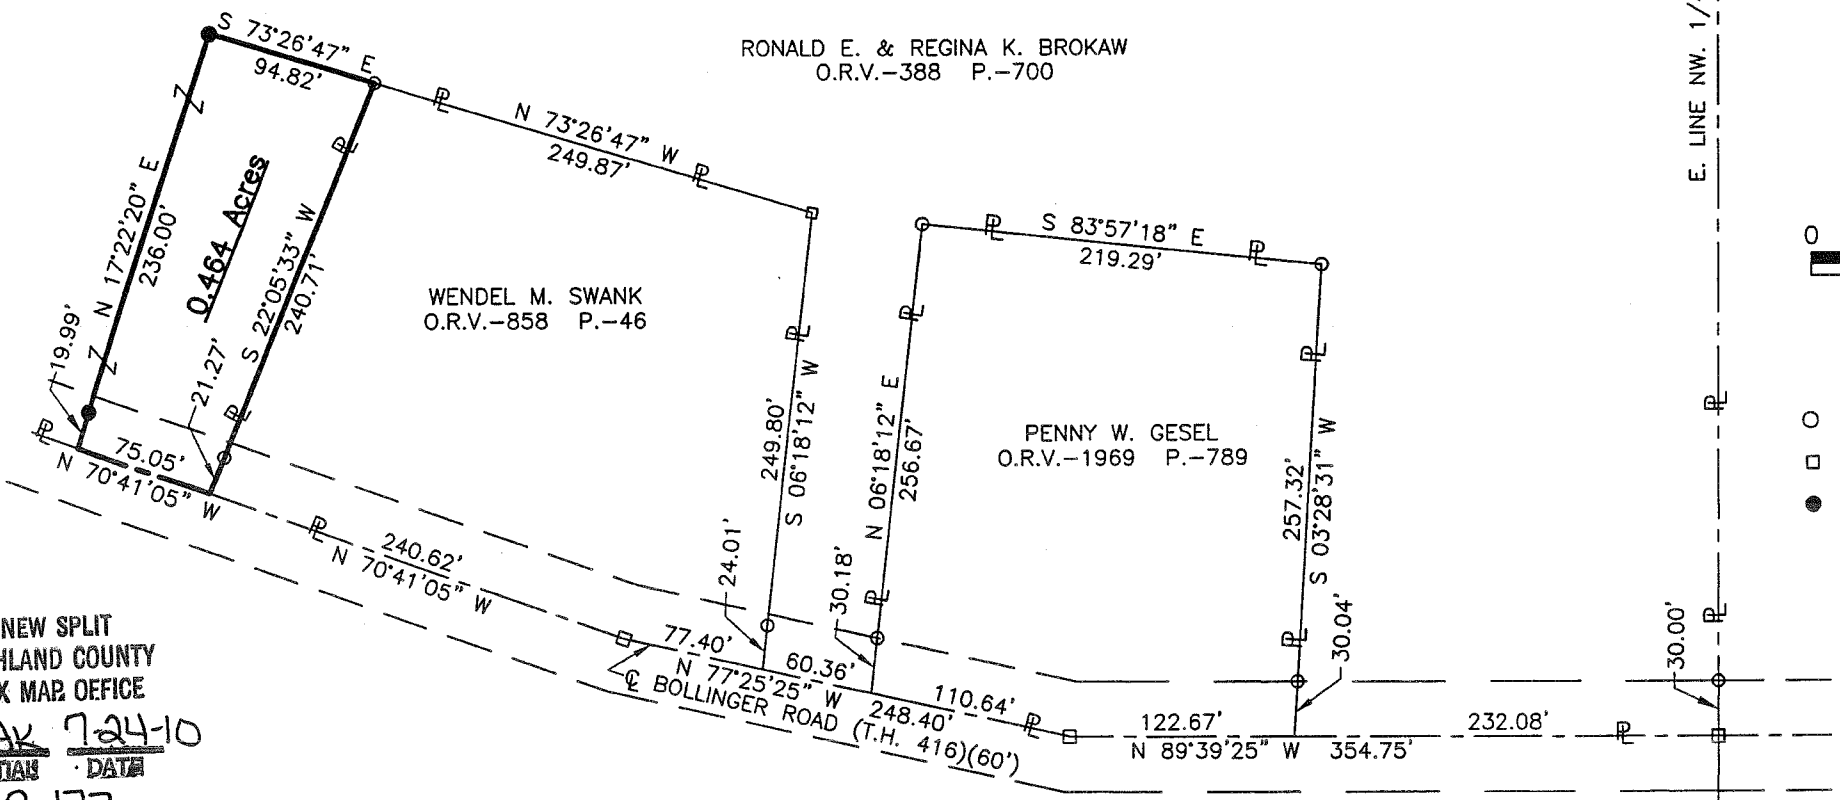 S 73°26'47" E
94.82'
RONALD E. & REGINA K. BROKAW
O.R.V.-388 P.-700
E. LINE NW. 1/
N 73°26'47" W
249.87'
N 17°22'20" E
236.00'
0.464 Acres
S 22°05'33" W
240.71'
19.99'
21.27'
WENDEL M. SWANK
O.R.V.-858 P.-46
S 83°57'18" E
219.29'
0
249.80'
S 06°18'12" W
N 06°18'12" E
256.67'
PENNY W. GESEL
O.R.V.-1969 P.-789
257.32'
S 03°28'31" W
75.05'
N 70°41'05" W
240.62'
N 70°41'05" W
24.01'
30.18'
30.04'
30.00'
77.40'
60.36'
110.64'
N 77°25'25" W 248.40'
℄ BOLLINGER ROAD (T.H. 416)(60')
122.67'
232.08'
N 89°39'25" W 354.75'
NEW SPLIT
HLAND COUNTY
X MAP OFFICE
AK 7-24-10
TIALS DATE